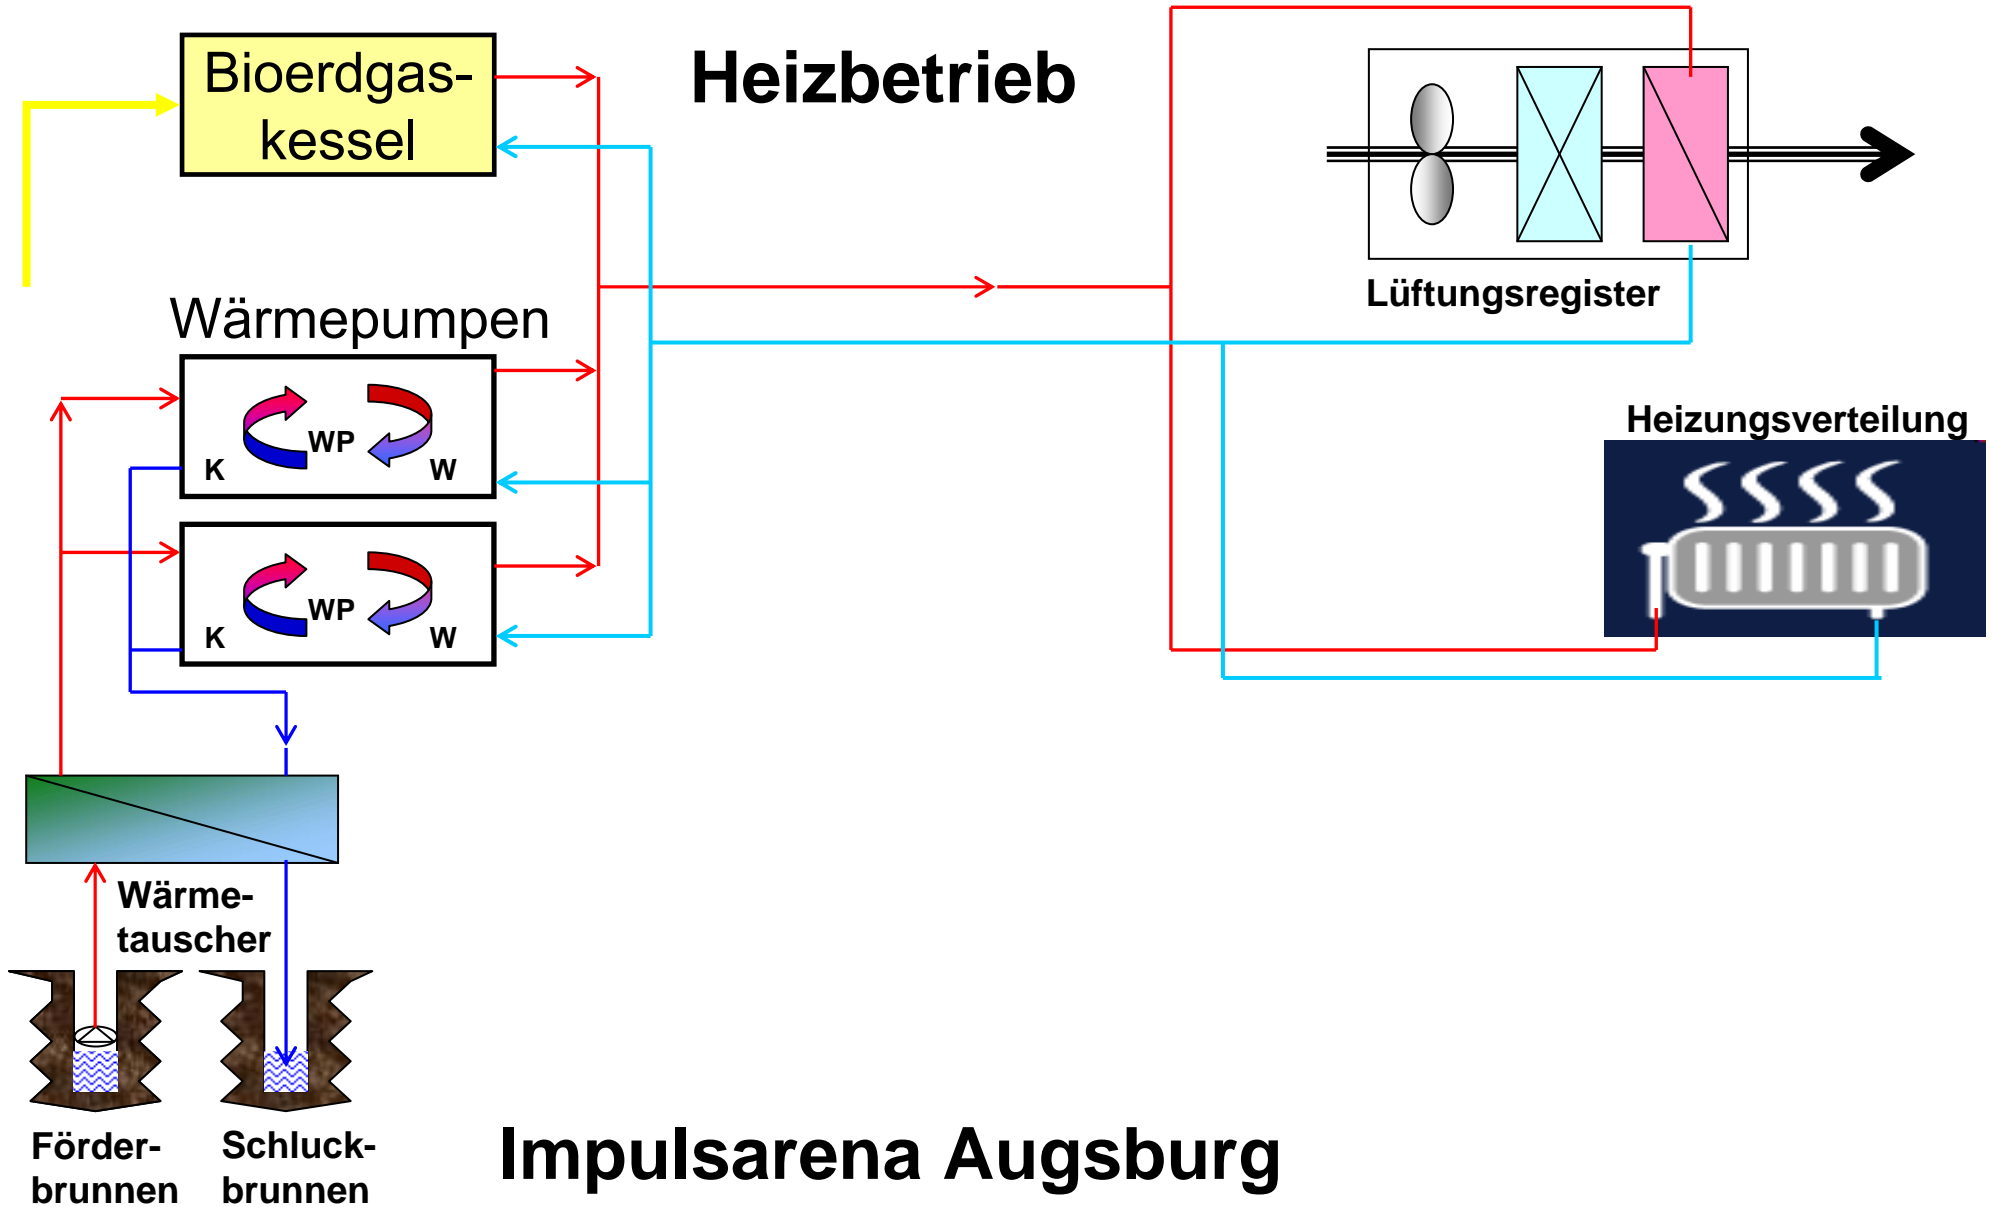 Bioerdgas-
kessel
Heizbetrieb
Lüftungsregister
Wärmepumpen
WP
K
W
WP
K
W
Heizungsverteilung
Wärme-
tauscher
Förder-
brunnen
Schluck-
brunnen
Impulsarena Augsburg